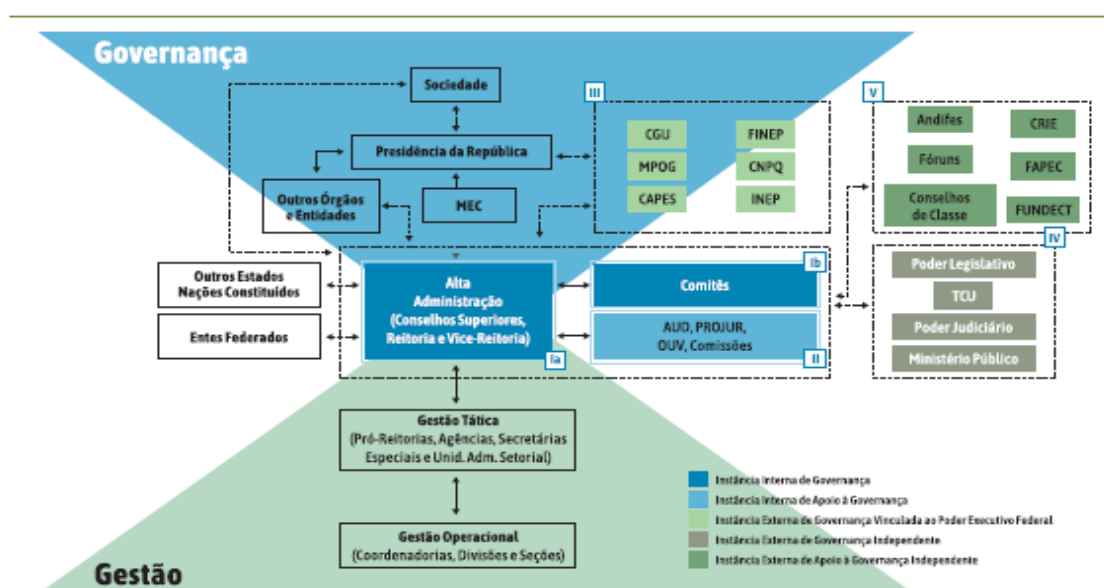 Governança
Sociedade
Presidência da República
Outros Órgãos
e Entidades
MEC
III
CGU
FINEP
MPOG
CNPQ
CAPES
INEP
V
Andifes
CRIE
Fóruns
FAPEC
Conselhos
de Classe
FUNDECT
IV
Poder Legislativo
TCU
Poder Judiciário
Ministério Público
Outros Estados
Nações Constituídos
Entes Federados
Alta
Administração
(Conselhos Superiores,
Reitoria e Vice-Reitoria)
Ia
Ib
Comitês
AUD, PROJUR,
OUV, Comissões
II
Gestão Tática
(Pró-Reitorias, Agências, Secretárias
Especiais e Unid. Adm. Setorial)
Gestão Operacional
(Coordenadorias, Divisões e Seções)
Gestão
Instância Interna de Governança
Instância Interna de Apoio à Governança
Instância Externa de Governança Vinculada ao Poder Executivo Federal
Instância Externa de Governança Independente
Instância Externa de Apoio à Governança Independente